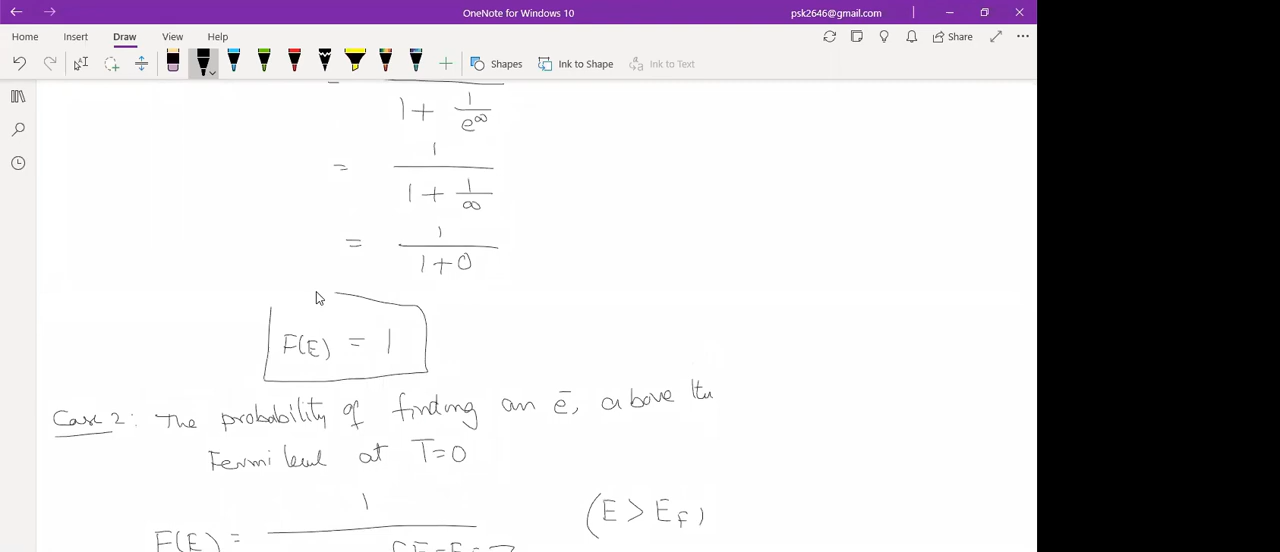 OneNote for Windows 10
psk2646@gmail.com
Home Insert Draw View Help
Share
Shapes Ink to Shape Ink to Text
=
1 + 1/e^∞
= 1/(1 + 1/∞)
= 1/(1+0)
F(E) = 1
Case 2: The probability of finding an ē, above the
Fermi level at T=0
F(E) = 1
(E > E_f)